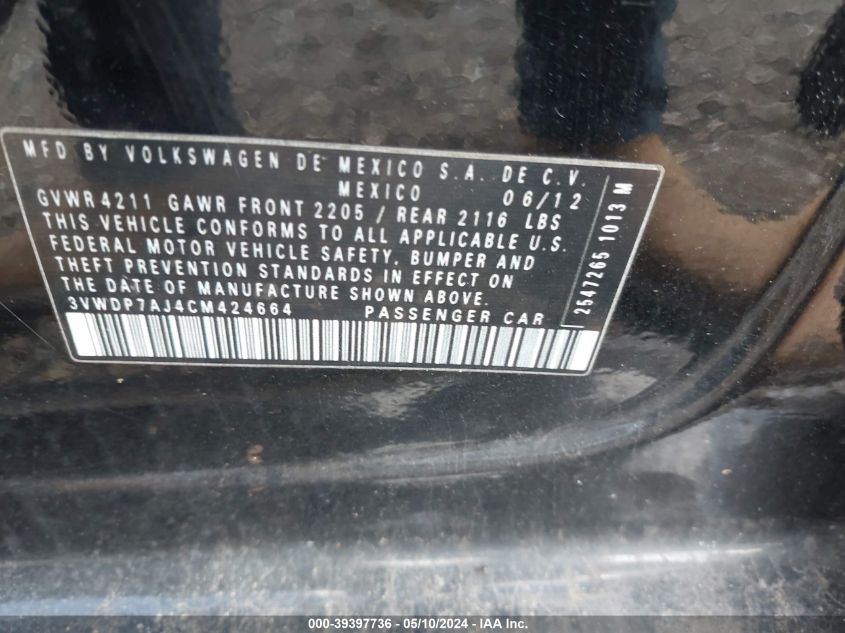 MFD BY VOLKSWAGEN DE MEXICO S.A. DE C.V.
MEXICO 06/12
GVWR 4211 GAWR FRONT 2205 / REAR 2116 LBS
THIS VEHICLE CONFORMS TO ALL APPLICABLE U.S.
FEDERAL MOTOR VEHICLE SAFETY, BUMPER AND
THEFT PREVENTION STANDARDS IN EFFECT ON
THE DATE OF MANUFACTURE SHOWN ABOVE.
3VWDP7AJ4CM424664 PASSENGER CAR
2547265 1013 M
000-39397736 - 05/10/2024 - IAA Inc.